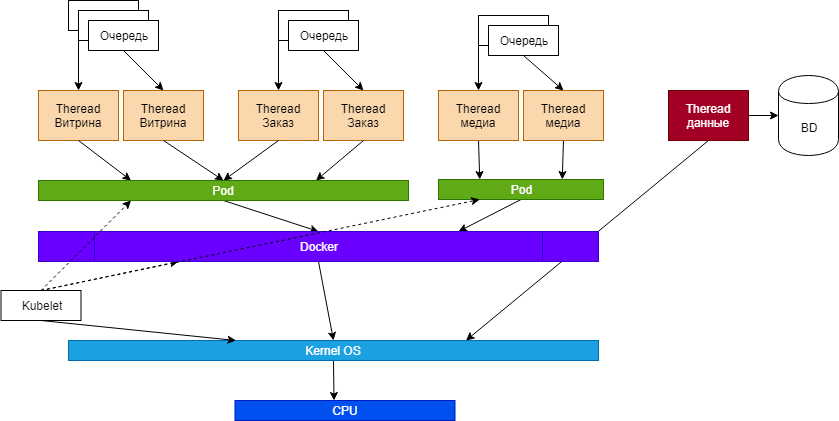 Очередь
Очередь
Очередь
Theread
Витрина
Theread
Витрина
Theread
Заказ
Theread
Заказ
Theread
медиа
Theread
медиа
Theread
данные
BD
Pod
Pod
Docker
Kubelet
Kernel OS
CPU